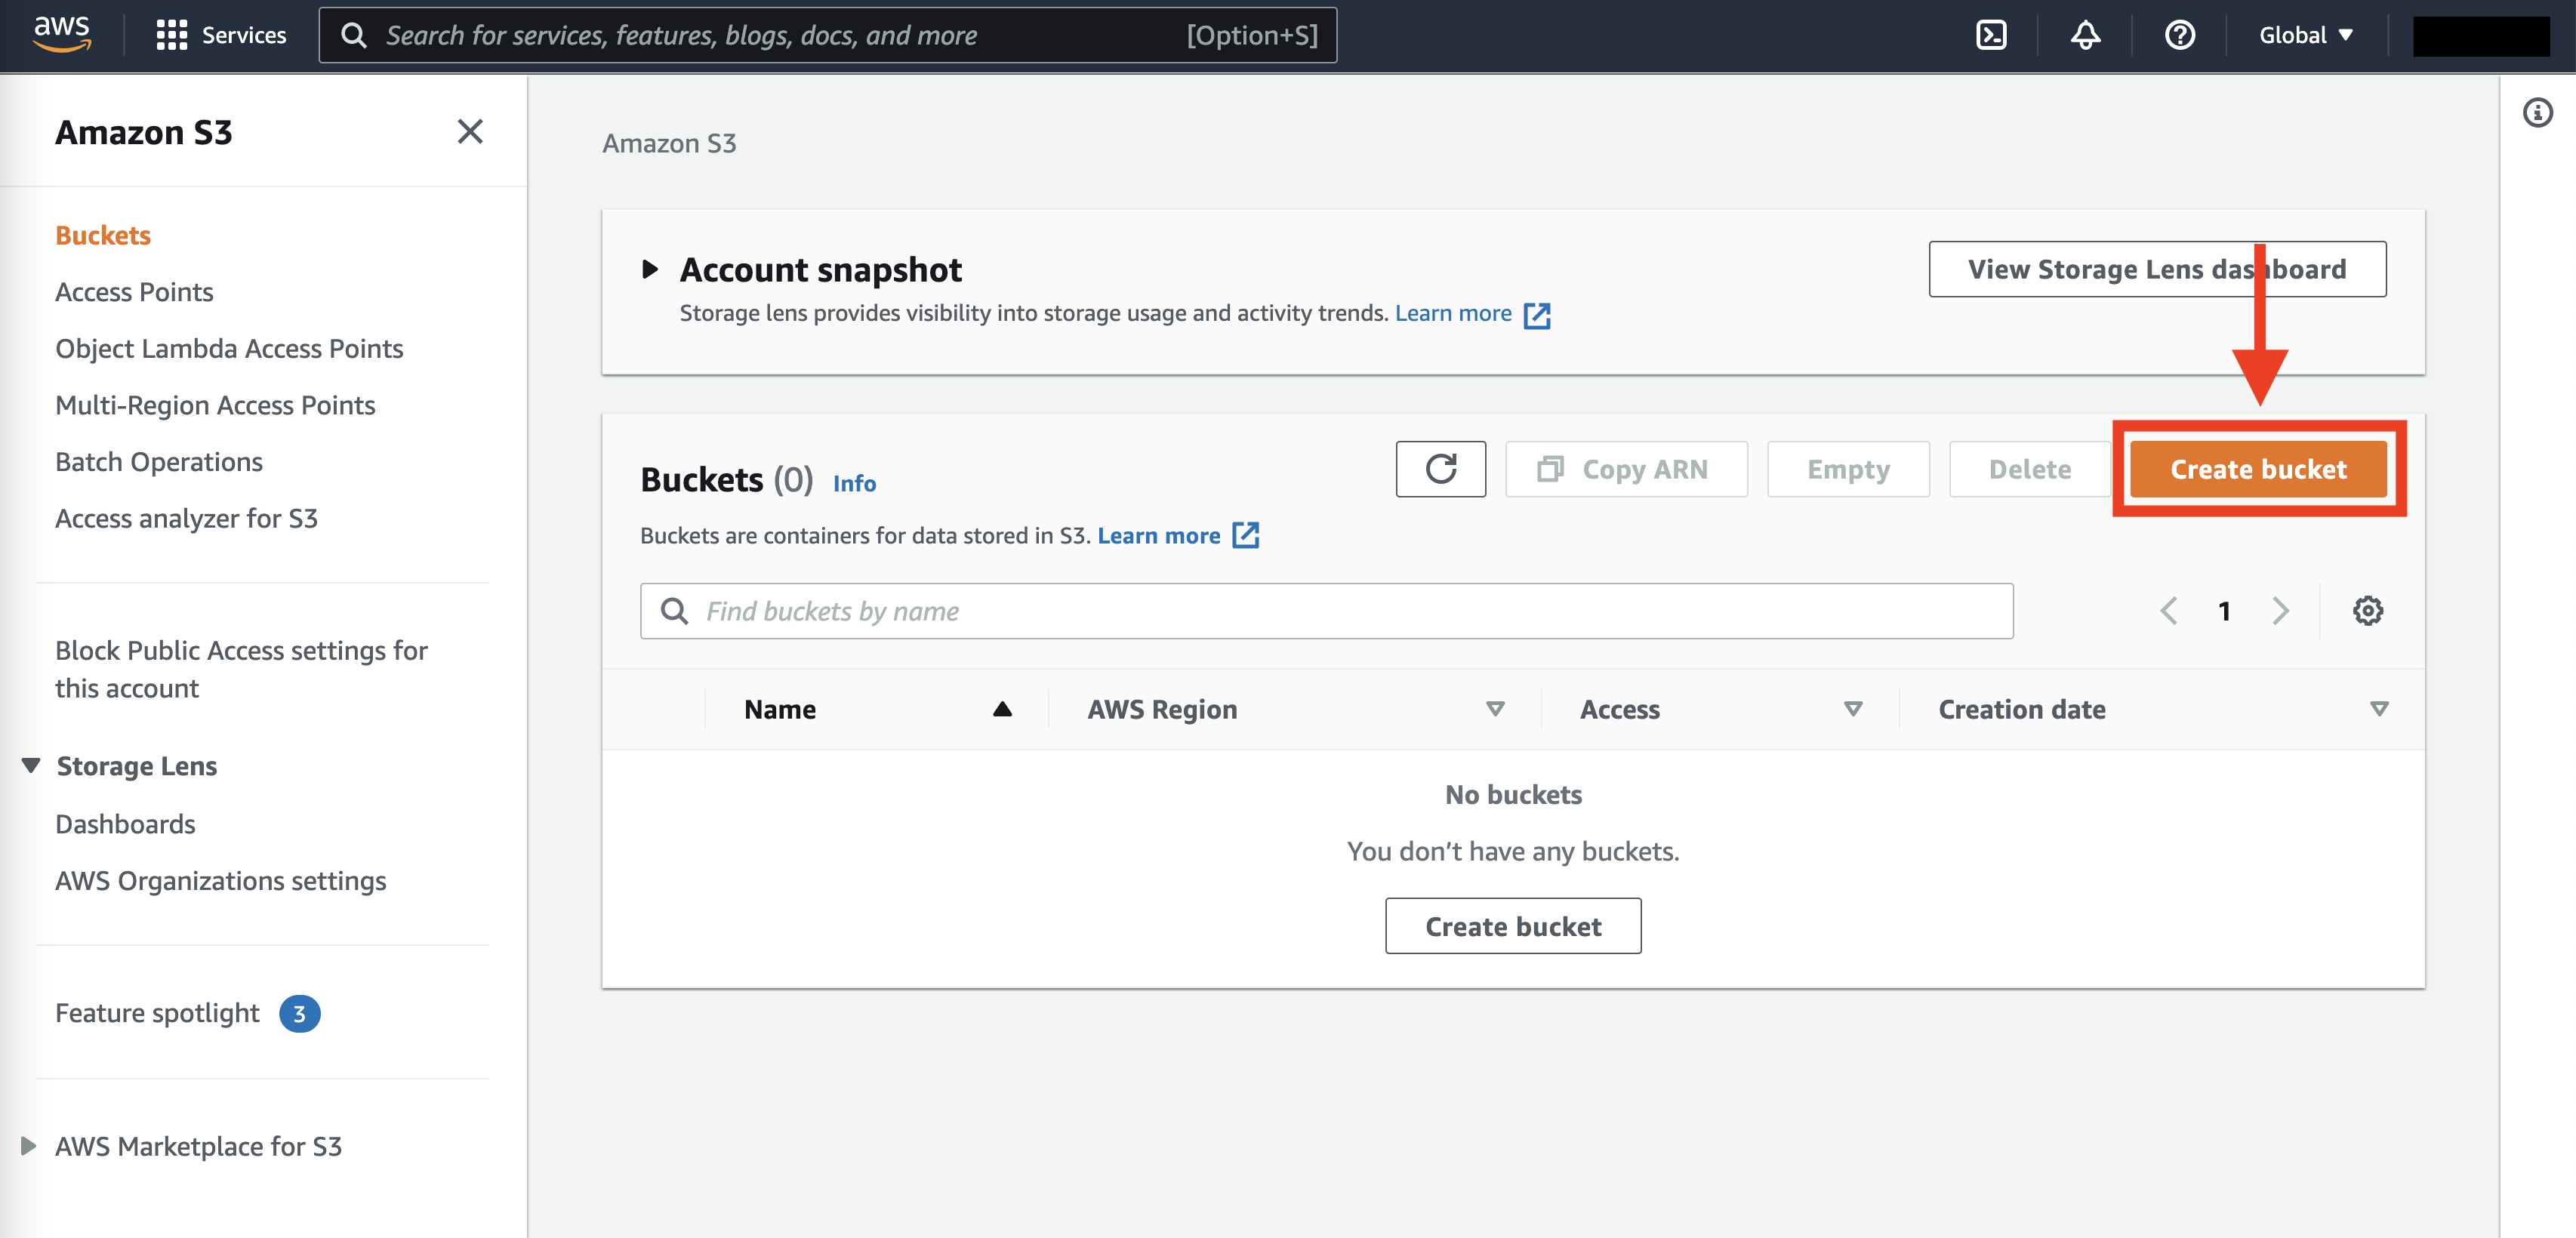 aws
Services
Search for services, features, blogs, docs, and more
[Option+S]
Global
Amazon S3
Buckets
Access Points
Object Lambda Access Points
Multi-Region Access Points
Batch Operations
Access analyzer for S3
Block Public Access settings for
this account
Storage Lens
Dashboards
AWS Organizations settings
Feature spotlight 3
AWS Marketplace for S3
Amazon S3
Account snapshot
Storage lens provides visibility into storage usage and activity trends. Learn more
View Storage Lens dashboard
Buckets (0) Info
Copy ARN
Empty
Delete
Create bucket
Buckets are containers for data stored in S3. Learn more
Find buckets by name
1
Name
AWS Region
Access
Creation date
No buckets
You don’t have any buckets.
Create bucket